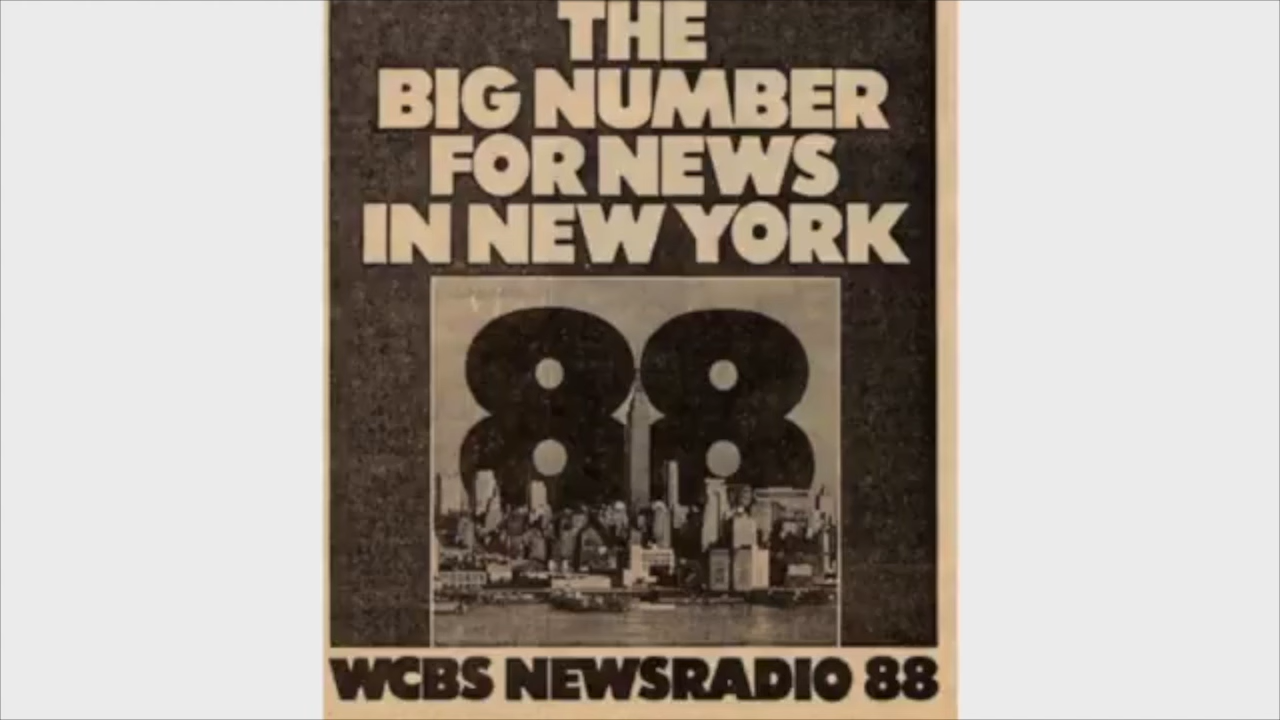 THE
BIG NUMBER
FOR NEWS
IN NEW YORK
88
WCBS NEWSRADIO 88